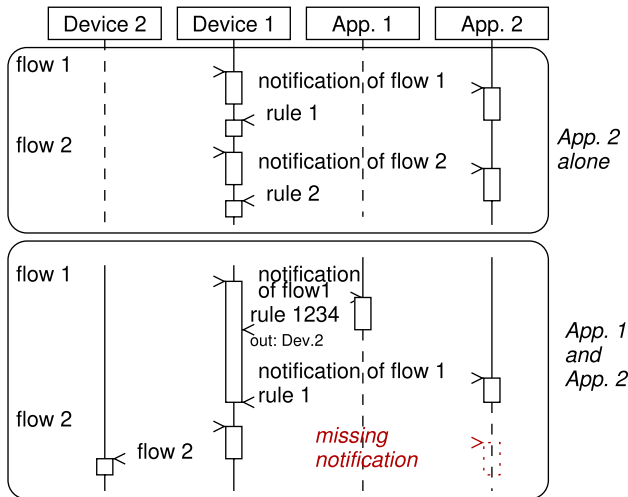 Device 2 Device 1 App. 1 App. 2
flow 1
notification of flow 1
rule 1
flow 2
notification of flow 2
rule 2
App. 2
alone
flow 1
notification
of flow1
rule 1234
out: Dev.2
notification of flow 1
rule 1
flow 2
flow 2
missing
notification
App. 1
and
App. 2